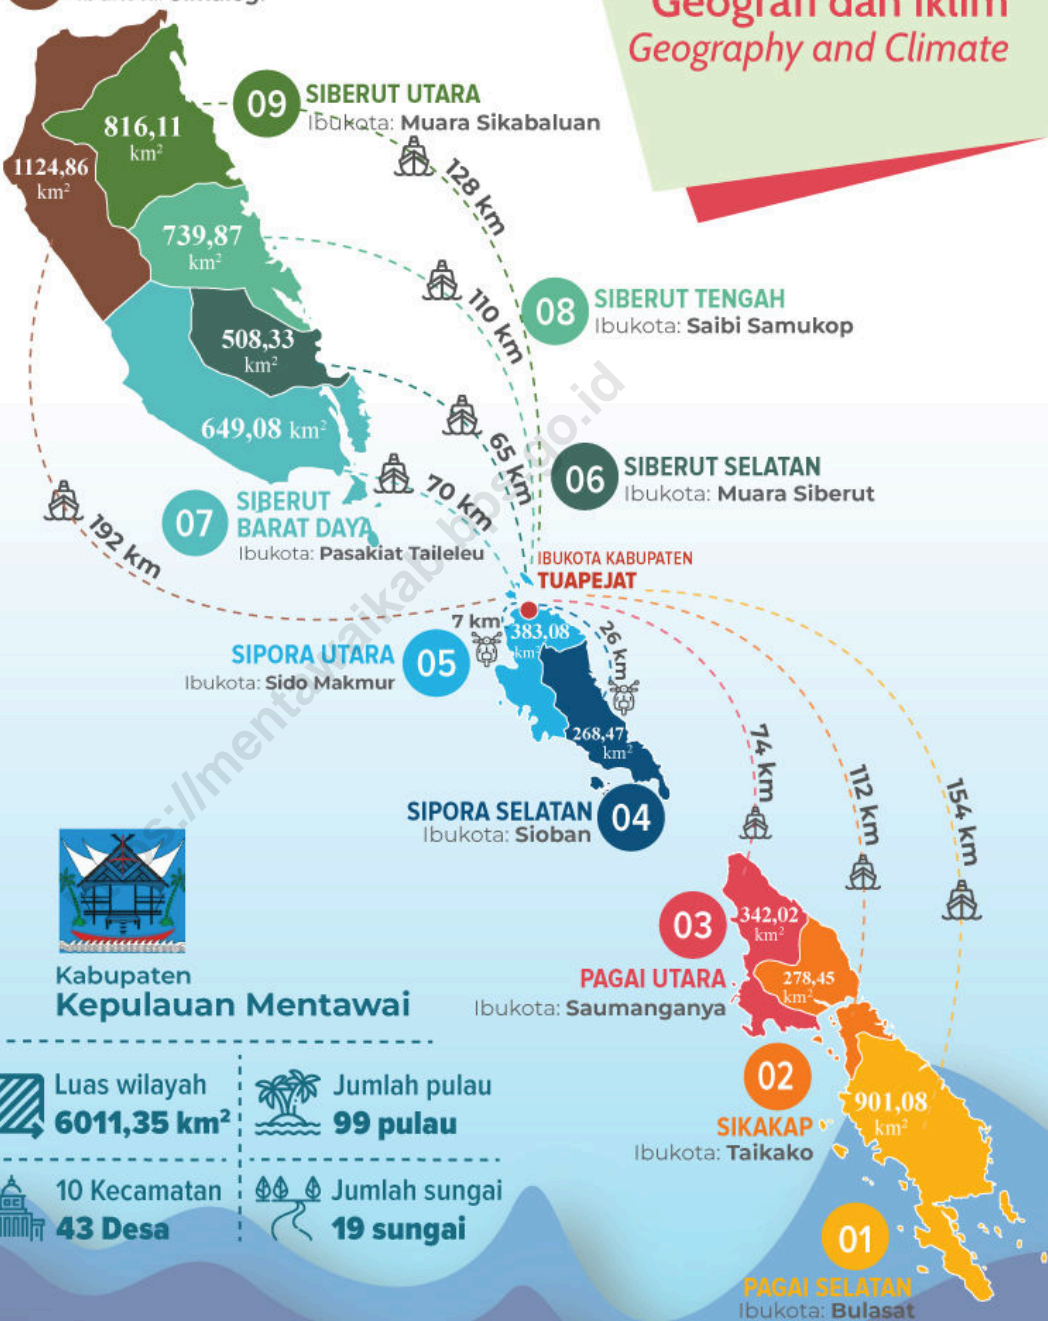 Geografi dan Iklim
Geography and Climate
09
SIBERUT UTARA
Ibukota: Muara Sikabaluan
816,11
km²
1124,86
km²
128 km
739,87
km²
110 km
08
SIBERUT TENGAH
Ibukota: Saibi Samukop
508,33
km²
649,08 km²
65 km
06
SIBERUT SELATAN
Ibukota: Muara Siberut
70 km
07
SIBERUT
BARAT DAYA
Ibukota: Pasakiat Taileleu
192 km
IBUKOTA KABUPATEN
TUAPEJAT
7 km
383,08
km²
26 km
SIPORA UTARA
05
Ibukota: Sido Makmur
268,47
km²
74 km
112 km
154 km
SIPORA SELATAN
Ibukota: Sioban
04
03
342,02
km²
PAGAI UTARA
Ibukota: Saumanganya
278,45
km²
Kabupaten
Kepulauan Mentawai
02
SIKAKAP
Ibukota: Taikako
901,08
km²
Luas wilayah
6011,35 km²
Jumlah pulau
99 pulau
10 Kecamatan
43 Desa
Jumlah sungai
19 sungai
01
PAGAI SELATAN
Ibukota: Bulasat
s://mentawaikab.bps.go.id